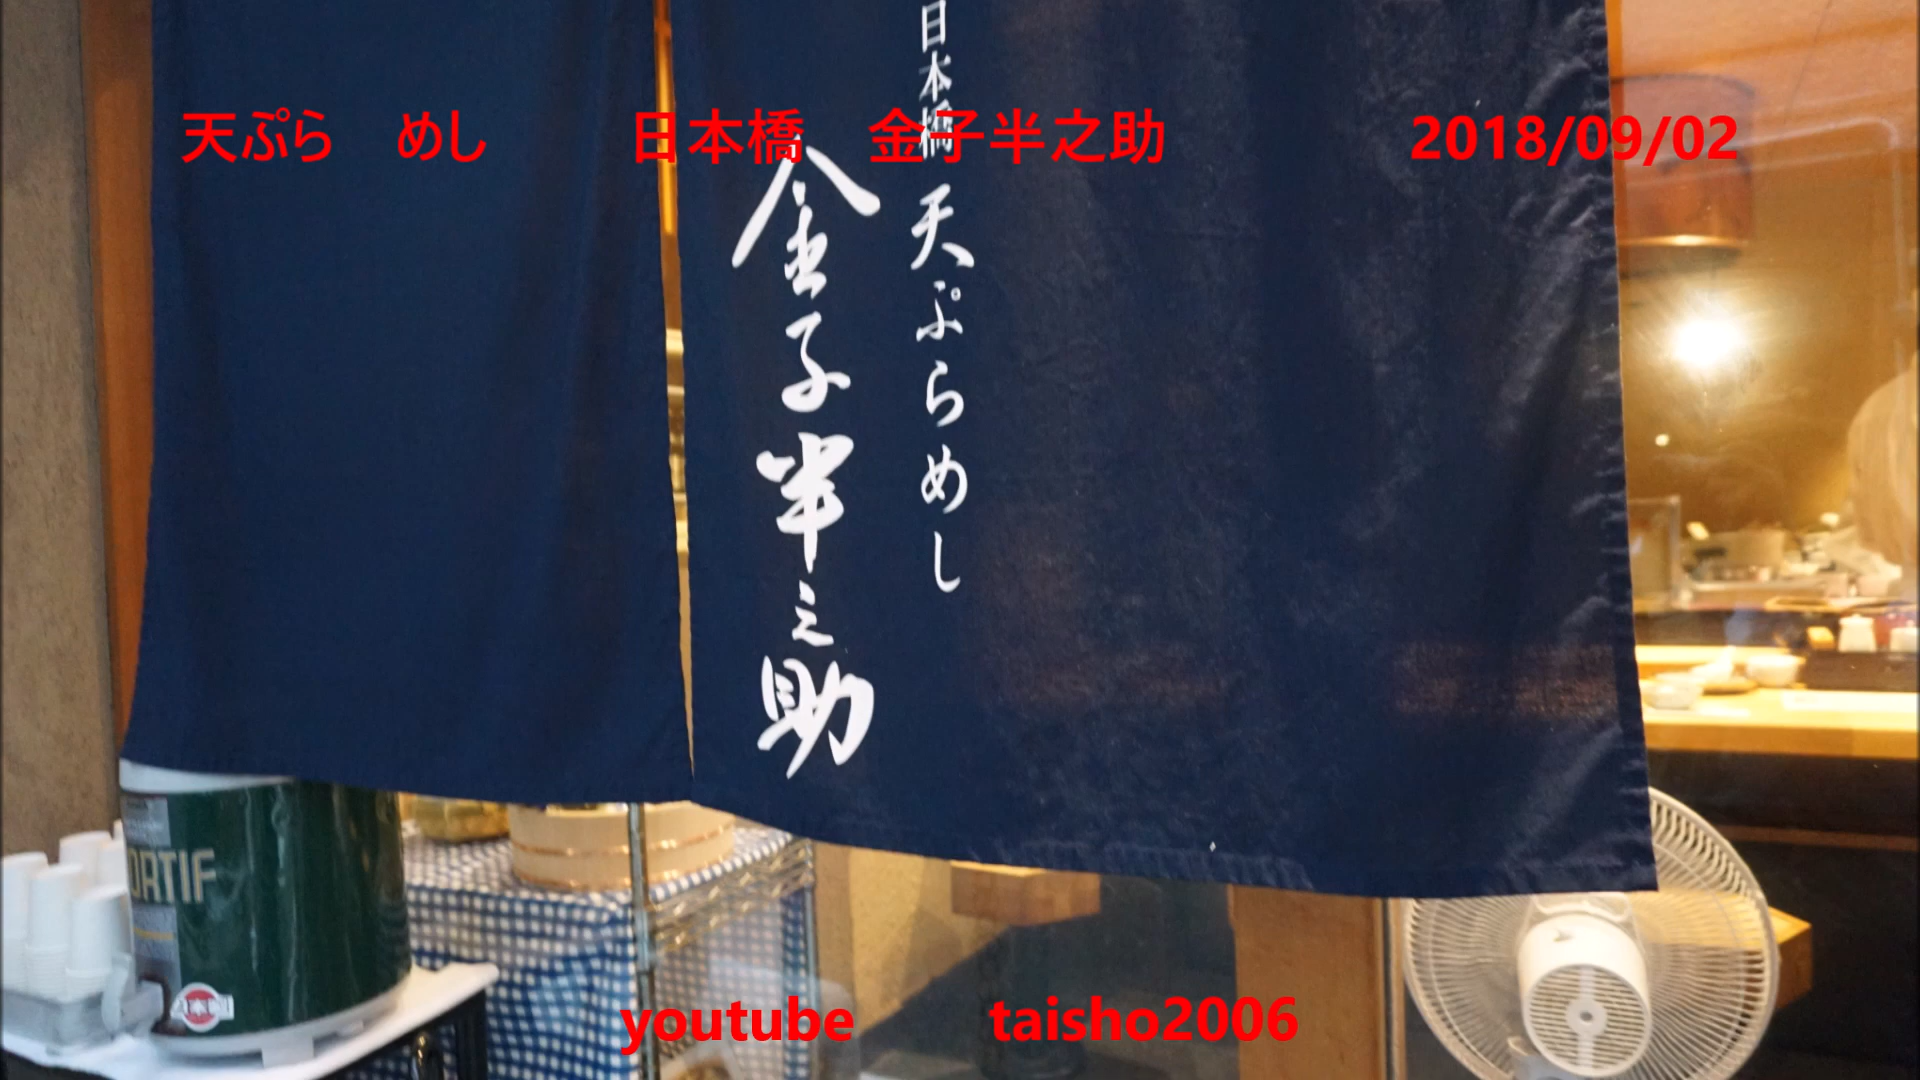 天ぷら めし 日本橋 金子半之助 2018/09/02
日本橋 天ぷらめし
金子半之助
ORTIF
youtube taisho2006